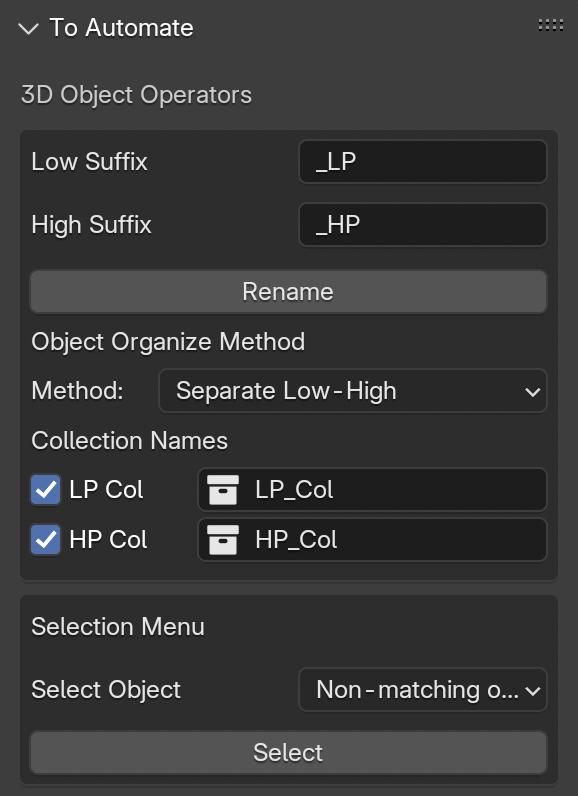 To Automate
3D Object Operators
Low Suffix _LP
High Suffix _HP
Rename
Object Organize Method
Method: Separate Low-High
Collection Names
LP Col LP_Col
HP Col HP_Col
Selection Menu
Select Object Non-matching o...
Select